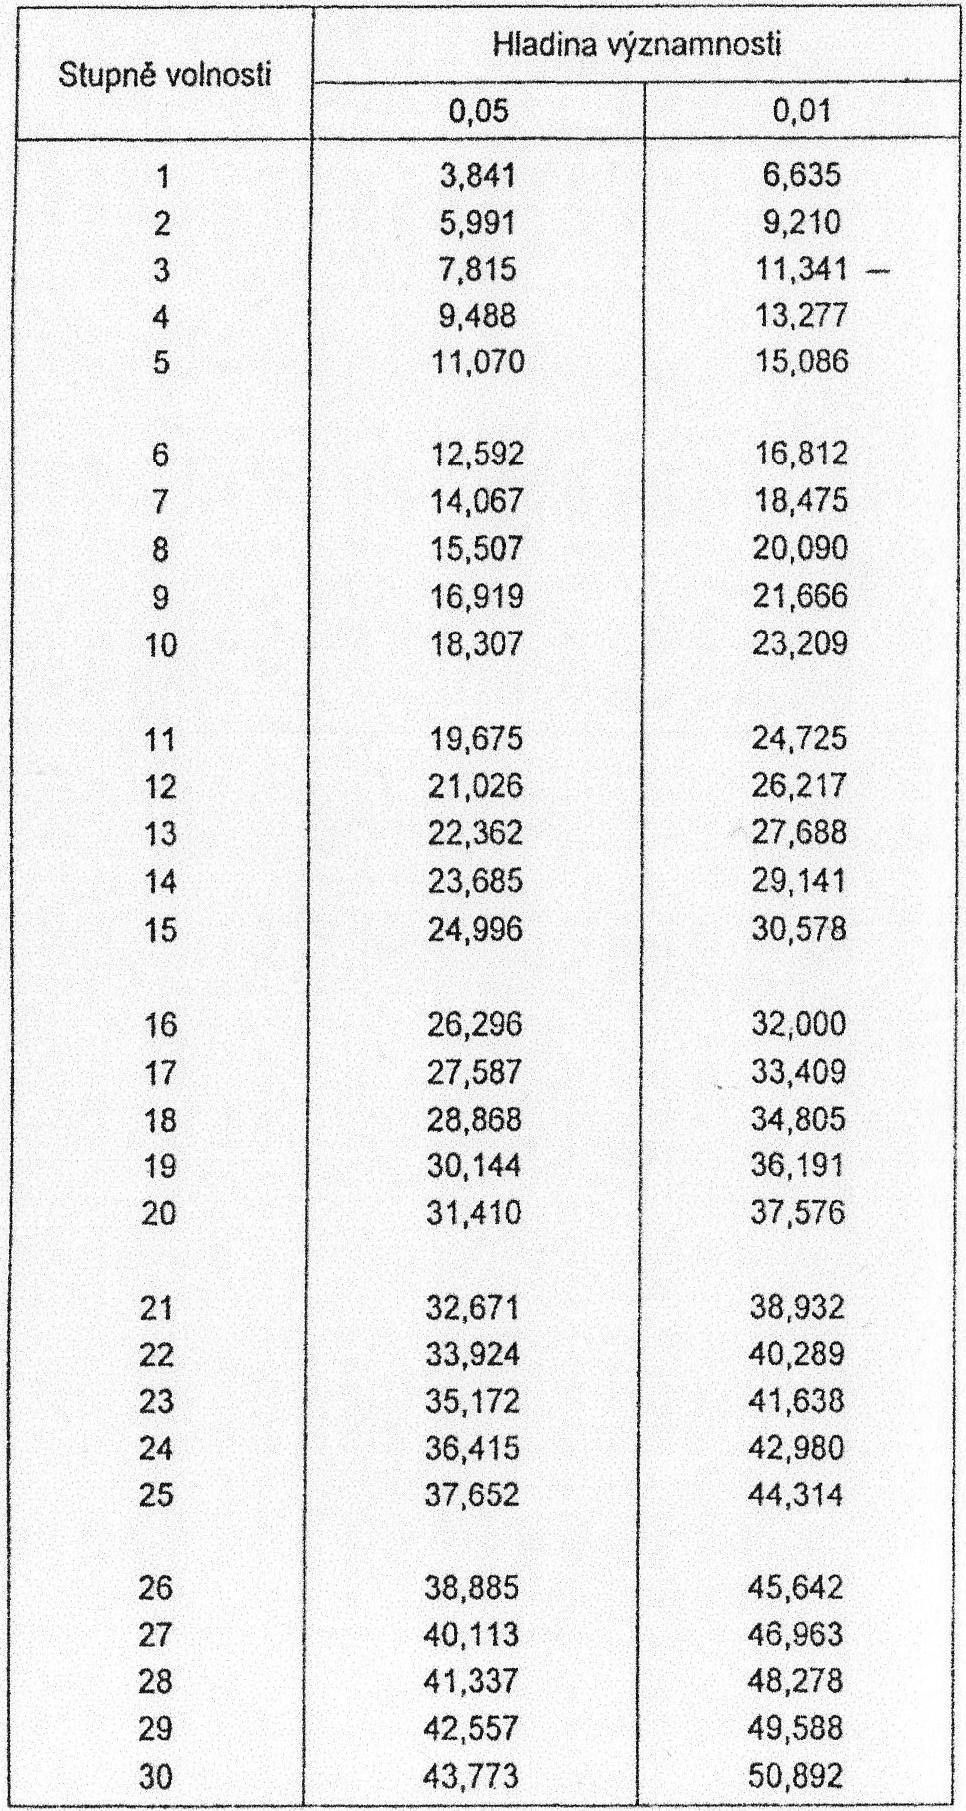 Stupně volnosti Hladina významnosti
0,05 0,01
1 3,841 6,635
2 5,991 9,210
3 7,815 11,341 –
4 9,488 13,277
5 11,070 15,086
6 12,592 16,812
7 14,067 18,475
8 15,507 20,090
9 16,919 21,666
10 18,307 23,209
11 19,675 24,725
12 21,026 26,217
13 22,362 27,688
14 23,685 29,141
15 24,996 30,578
16 26,296 32,000
17 27,587 33,409
18 28,868 34,805
19 30,144 36,191
20 31,410 37,576
21 32,671 38,932
22 33,924 40,289
23 35,172 41,638
24 36,415 42,980
25 37,652 44,314
26 38,885 45,642
27 40,113 46,963
28 41,337 48,278
29 42,557 49,588
30 43,773 50,892